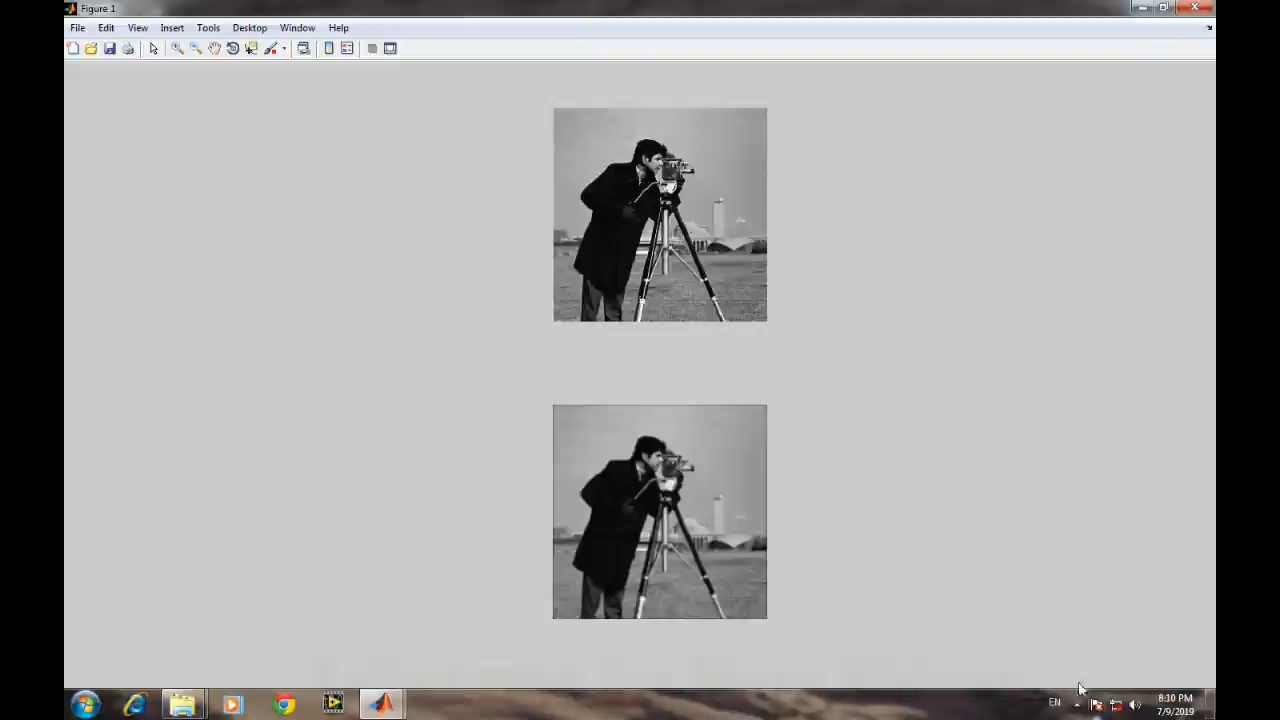 Figure 1
File Edit View Insert Tools Desktop Window Help
EN
8:10 PM
7/9/2019